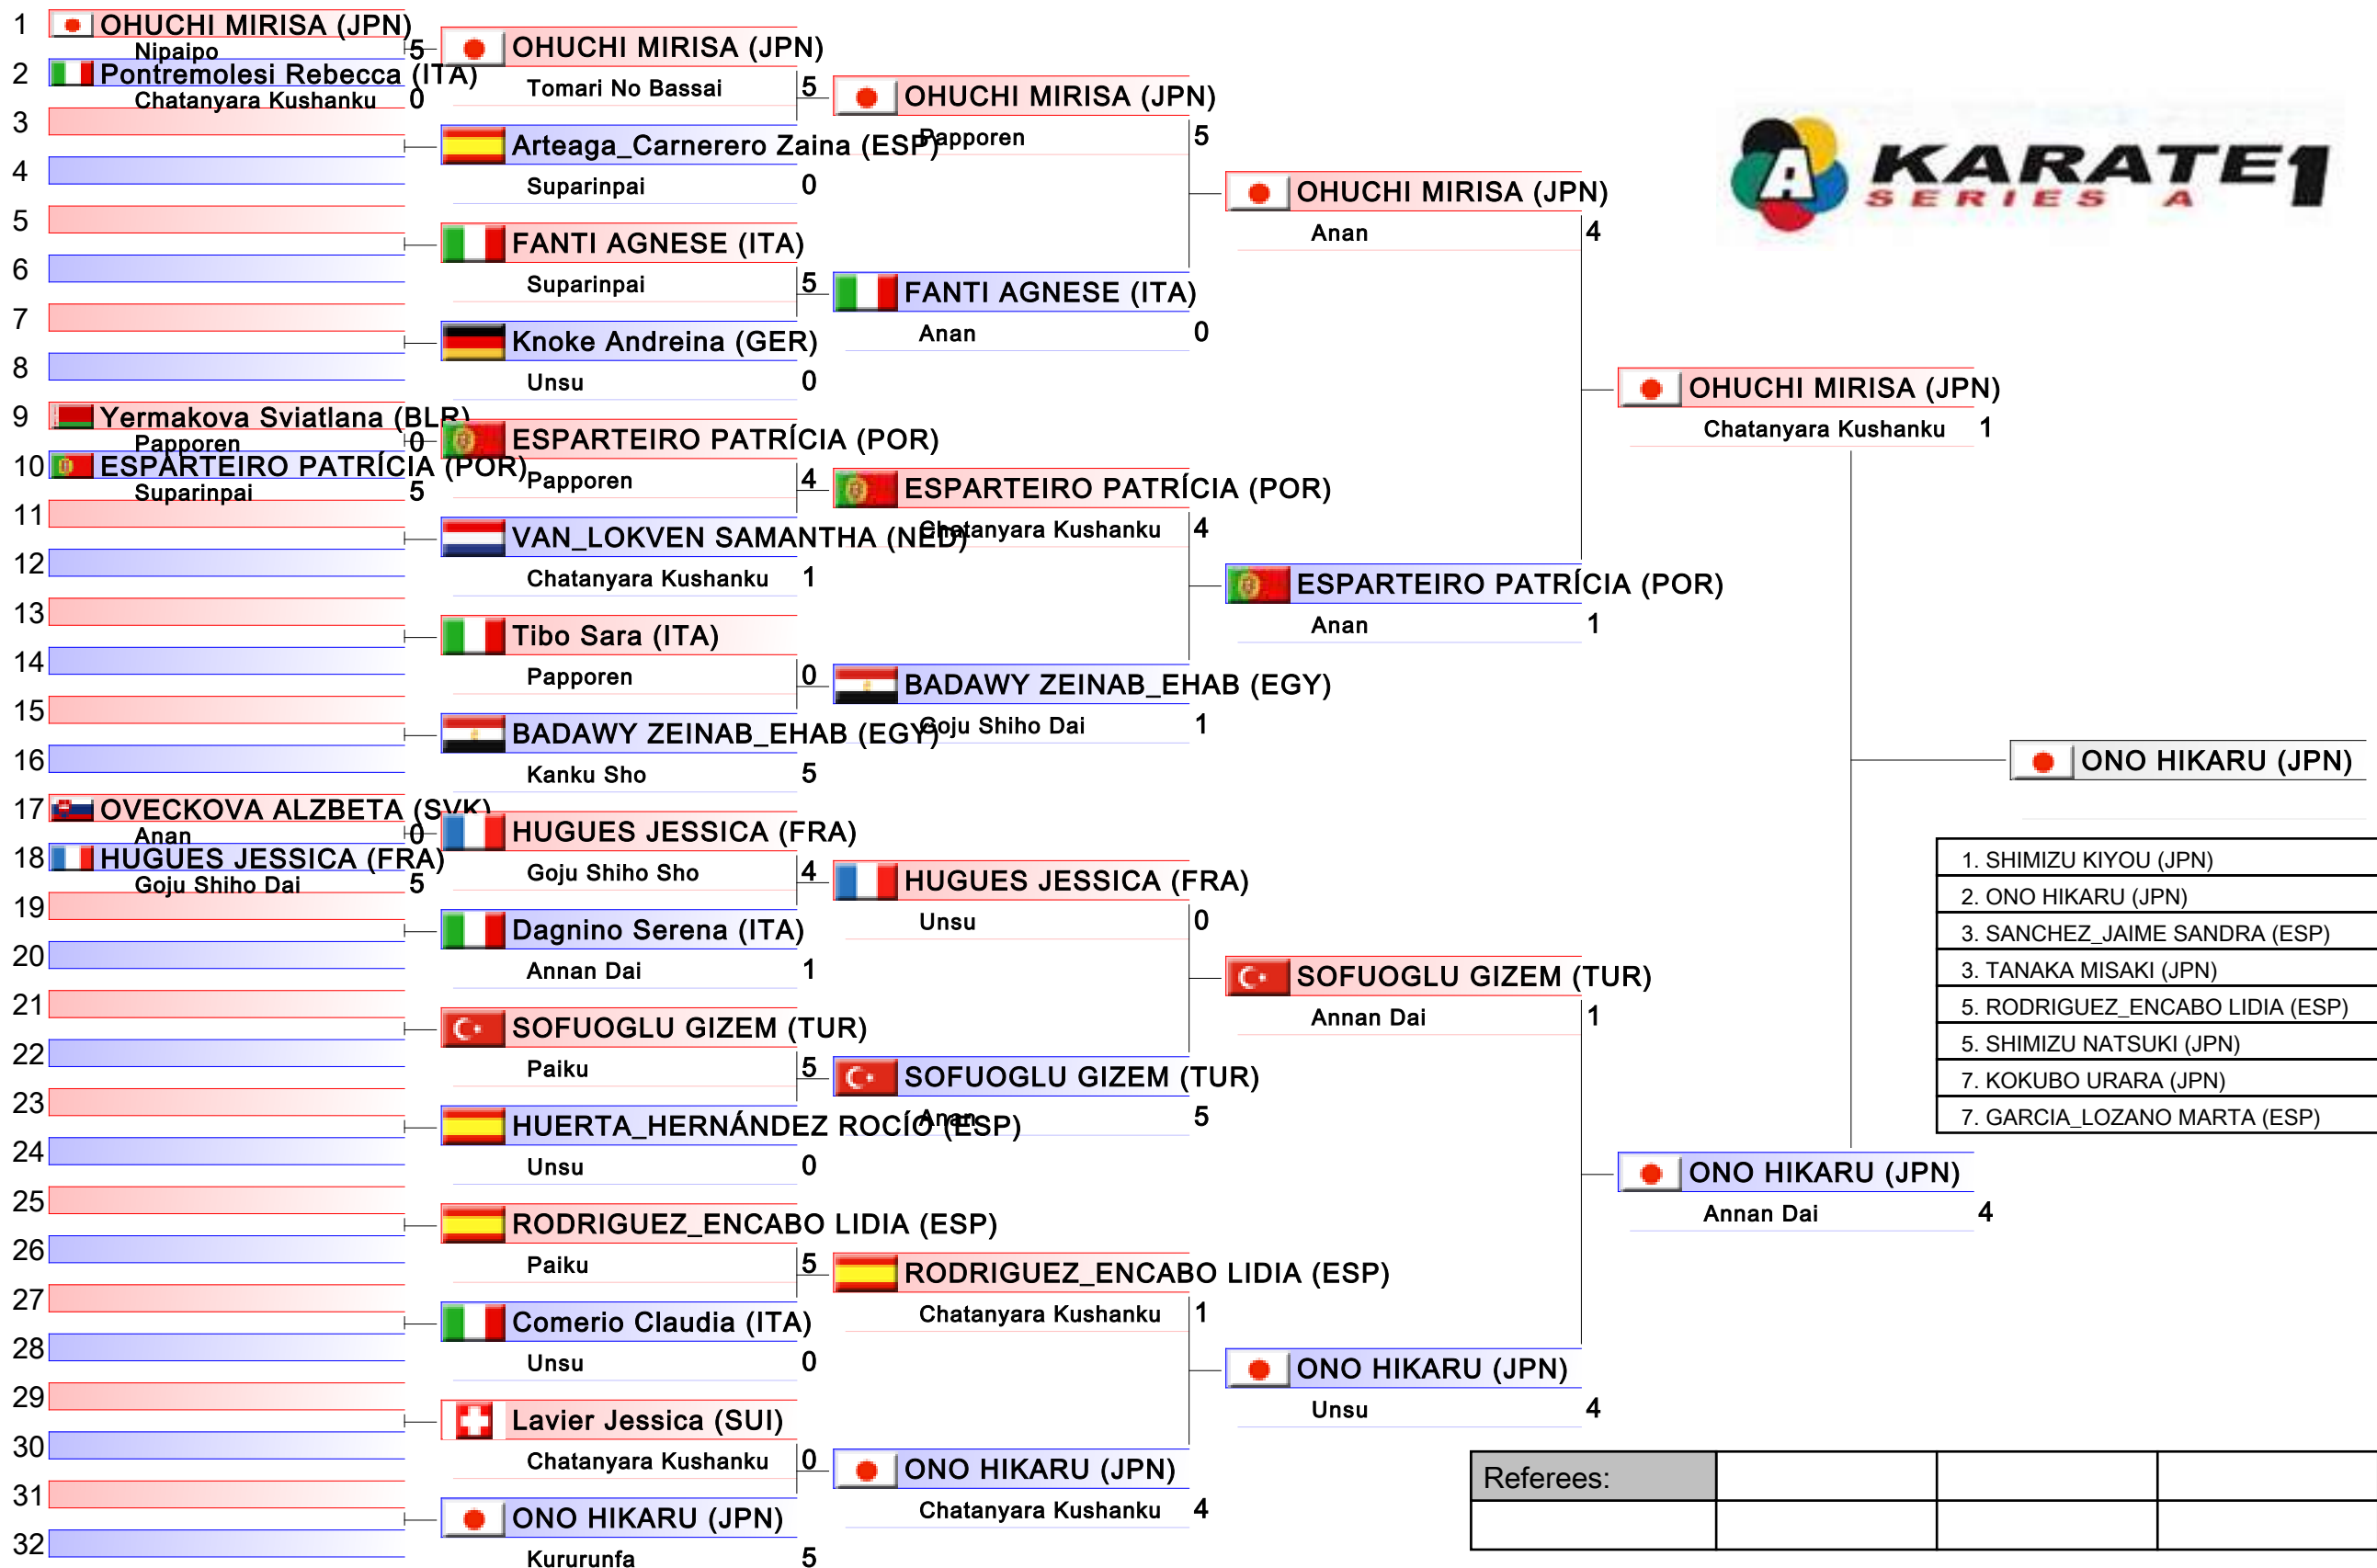 1 OHUCHI MIRISA (JPN)
Nipaipo 5
2 Pontremolesi Rebecca (ITA)
Chatanyara Kushanku 0
3
4
5
6
7
8
9 Yermakova Sviatlana (BLR)
Papporen 0
10 ESPARTEIRO PATRÍCIA (POR)
Suparinpai 5
11
12
13
14
15
16
17 OVECKOVA ALZBETA (SVK)
Anan 0
18 HUGUES JESSICA (FRA)
Goju Shiho Dai 5
19
20
21
22
23
24
25
26
27
28
29
30
31
32
OHUCHI MIRISA (JPN)
Tomari No Bassai 5
Arteaga_Carnerero Zaina (ESP)
Suparinpai 0
FANTI AGNESE (ITA)
Suparinpai 5
Knoke Andreina (GER)
Unsu 0
ESPARTEIRO PATRÍCIA (POR)
Papporen 4
VAN_LOKVEN SAMANTHA (NED)
Chatanyara Kushanku 1
Tibo Sara (ITA)
Papporen 0
BADAWY ZEINAB_EHAB (EGY)
Kanku Sho 5
HUGUES JESSICA (FRA)
Goju Shiho Sho 4
Dagnino Serena (ITA)
Annan Dai 1
SOFUOGLU GIZEM (TUR)
Paiku 5
HUERTA_HERNÁNDEZ ROCÍO (ESP)
Unsu 0
RODRIGUEZ_ENCABO LIDIA (ESP)
Paiku 5
Comerio Claudia (ITA)
Unsu 0
Lavier Jessica (SUI)
Chatanyara Kushanku 0
ONO HIKARU (JPN)
Kururunfa 5
OHUCHI MIRISA (JPN)
Papporen 5
FANTI AGNESE (ITA)
Anan 0
ESPARTEIRO PATRÍCIA (POR)
Chatanyara Kushanku 4
BADAWY ZEINAB_EHAB (EGY)
Goju Shiho Dai 1
HUGUES JESSICA (FRA)
Unsu 0
SOFUOGLU GIZEM (TUR)
Anan 5
RODRIGUEZ_ENCABO LIDIA (ESP)
Chatanyara Kushanku 1
ONO HIKARU (JPN)
Chatanyara Kushanku 4
OHUCHI MIRISA (JPN)
Anan 4
ESPARTEIRO PATRÍCIA (POR)
Anan 1
SOFUOGLU GIZEM (TUR)
Annan Dai 1
ONO HIKARU (JPN)
Unsu 4
OHUCHI MIRISA (JPN)
Chatanyara Kushanku 1
ONO HIKARU (JPN)
Annan Dai 4
ONO HIKARU (JPN)
A KARATE1
SERIES A
1. SHIMIZU KIYOU (JPN)
2. ONO HIKARU (JPN)
3. SANCHEZ_JAIME SANDRA (ESP)
3. TANAKA MISAKI (JPN)
5. RODRIGUEZ_ENCABO LIDIA (ESP)
5. SHIMIZU NATSUKI (JPN)
7. KOKUBO URARA (JPN)
7. GARCIA_LOZANO MARTA (ESP)
Referees: